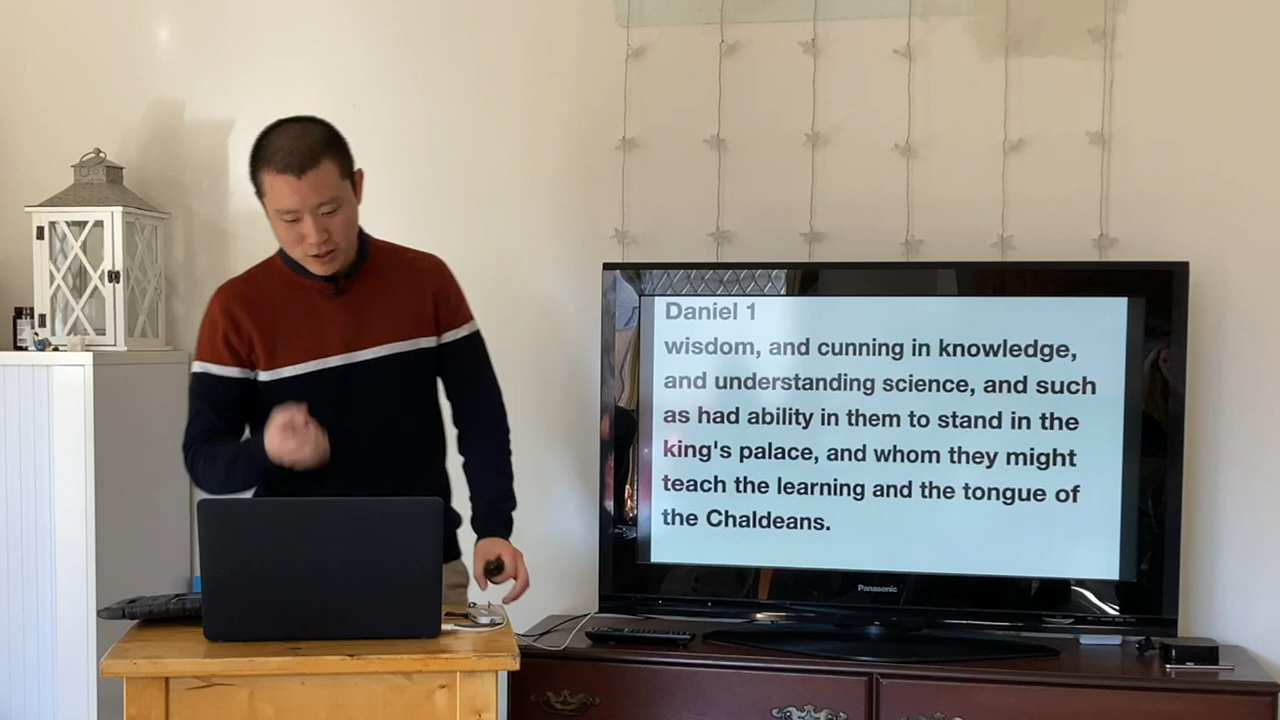 Daniel 1
wisdom, and cunning in knowledge,
and understanding science, and such
as had ability in them to stand in the
king's palace, and whom they might
teach the learning and the tongue of
the Chaldeans.
Panasonic